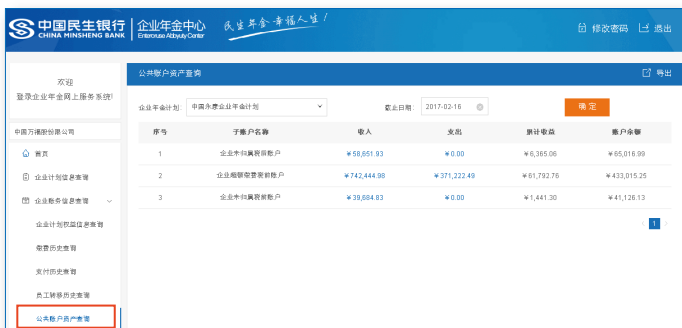 中国民生银行
CHINA MINSHENG BANK
企业年金中心
民生年金 幸福人生!
修改密码 退出
欢迎
登录企业年金网上服务系统!
中国万福股份有限公司
首页
企业计划信息查询
企业账务信息查询
企业计划权益信息查询
缴费历史查询
支付历史查询
员工转移历史查询
公共账户资产查询
公共账户资产查询 导出
企业年金计划: 中国永康企业年金计划 截止日期: 2017-02-16 确定
序号 子账户名称 收入 支出 累计收益 账户余额
1 企业未归属税前账户 ¥58,651.93 ¥0.00 ¥6,365.06 ¥65,016.99
2 企业超额缴费税前账户 ¥742,444.98 ¥371,222.49 ¥61,792.76 ¥433,015.25
3 企业未归属税前账户 ¥39,684.83 ¥0.00 ¥1,441.30 ¥41,126.13
1